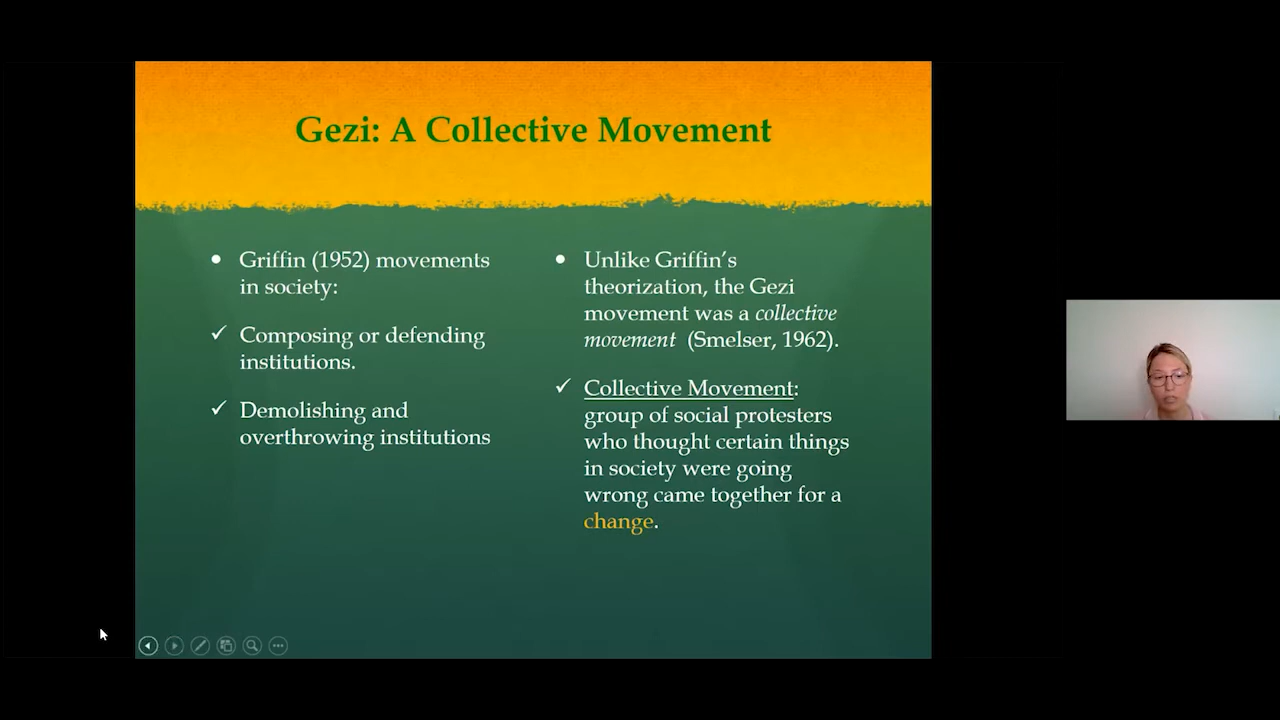 Gezi: A Collective Movement
Griffin (1952) movements
in society:
Composing or defending
institutions.
Demolishing and
overthrowing institutions
Unlike Griffin's
theorization, the Gezi
movement was a collective
movement (Smelser, 1962).
Collective Movement:
group of social protesters
who thought certain things
in society were going
wrong came together for a
change.